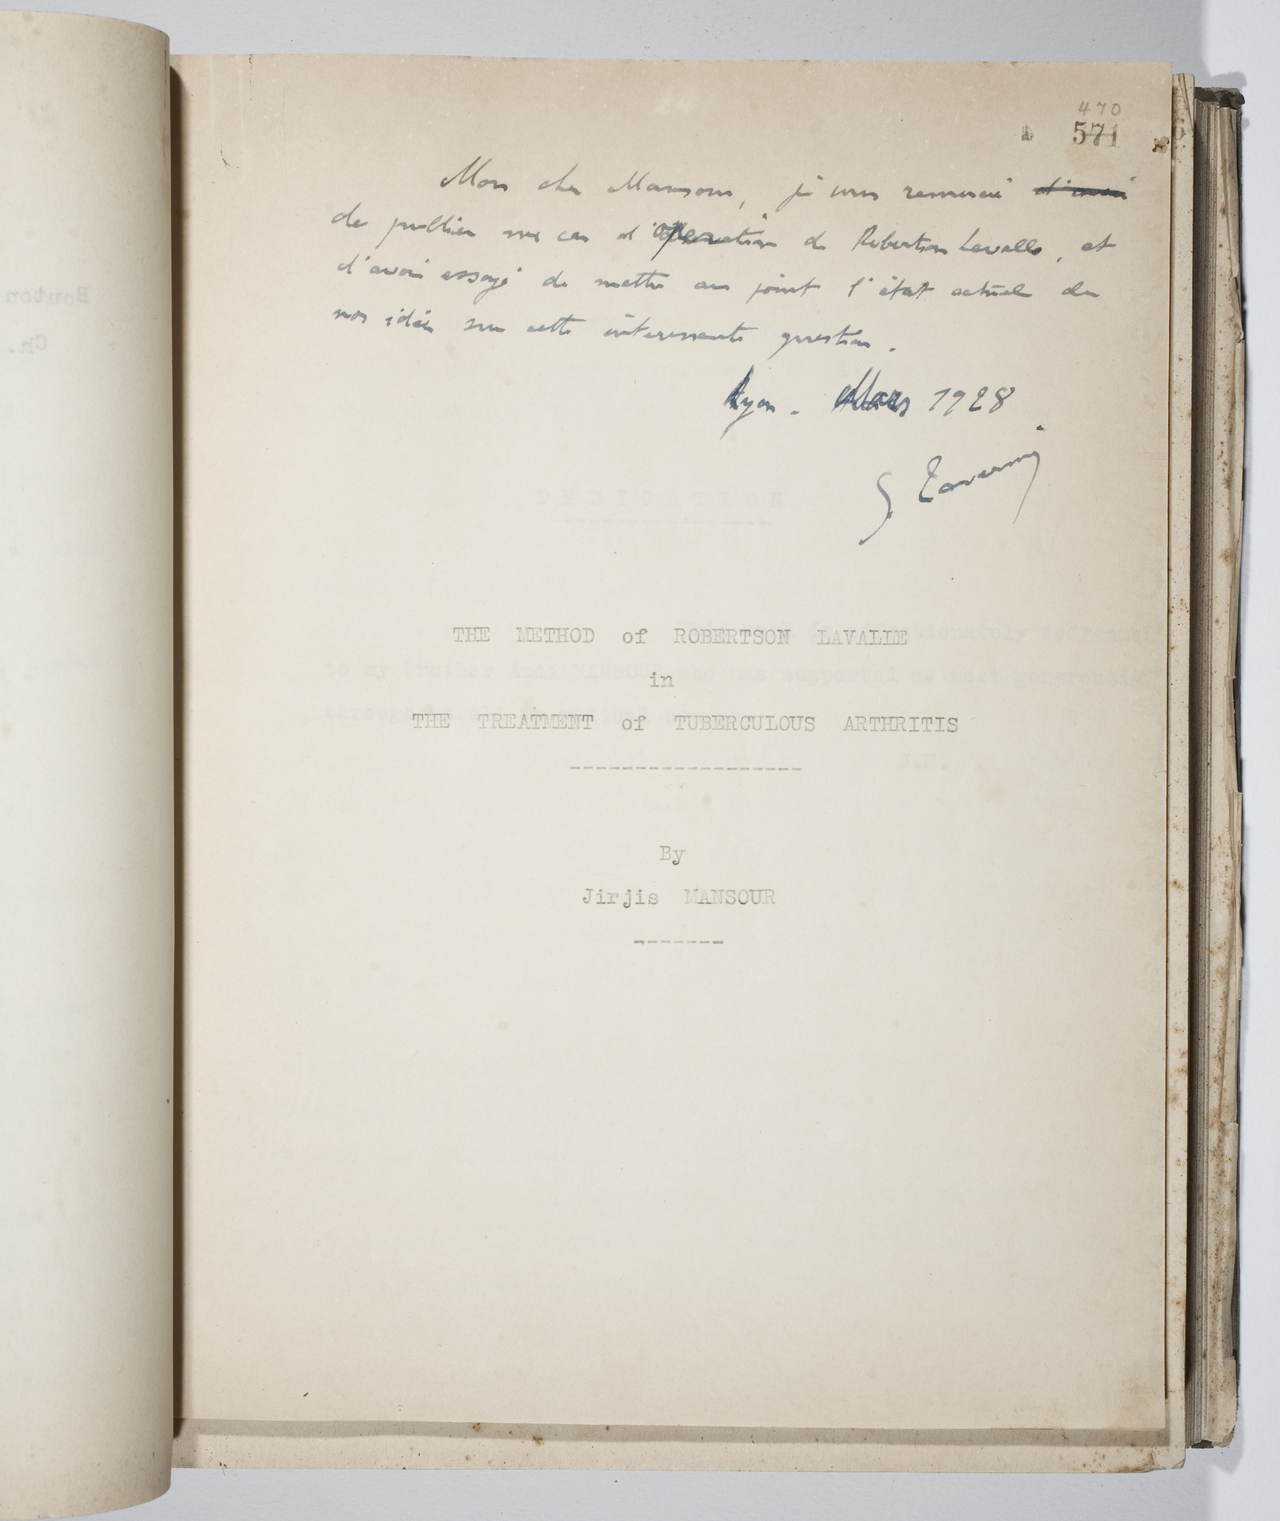 470
571
Mon cher Mansour, je vous remercie d'avoir
de publier mes cas d'opération de Robertson Lavalle, et
d'avoir essayé de mettre au point l'état actuel de
nos idées sur cette intéressante question.
Lyon - Mars 1928
THE METHOD of ROBERTSON LAVALLE
in
THE TREATMENT of TUBERCULOUS ARTHRITIS
By
Jirjis MANSOUR